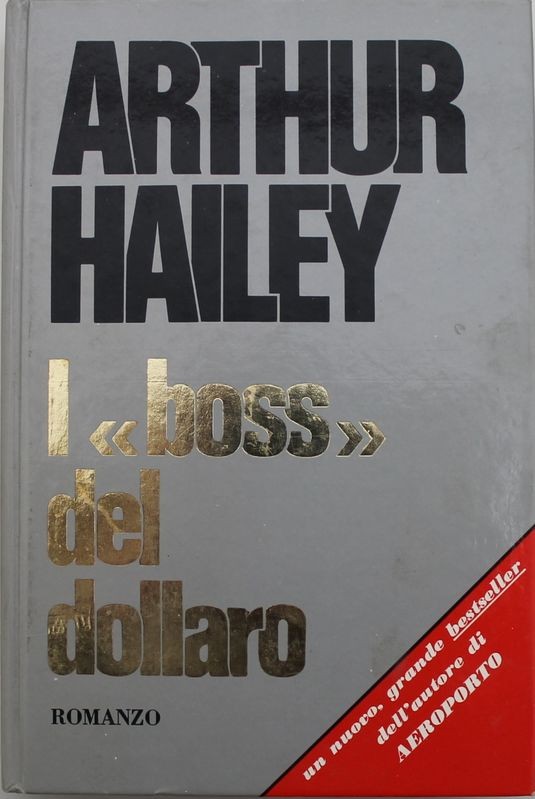 ARTHUR
HAILEY
I «boss»
del
dollaro
ROMANZO
un nuovo, grande bestseller
dell'autore di
AEROPORTO